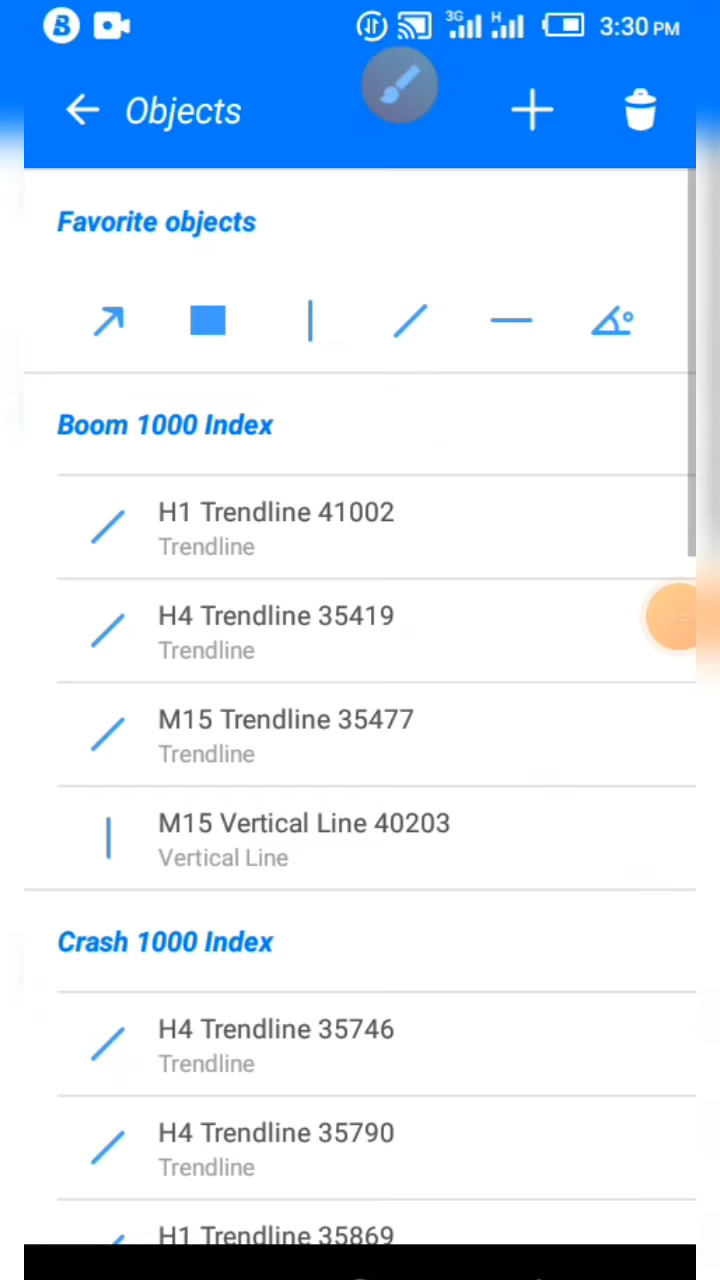 3G H 3:30 PM
Objects
Favorite objects
Boom 1000 Index
H1 Trendline 41002
Trendline
H4 Trendline 35419
Trendline
M15 Trendline 35477
Trendline
M15 Vertical Line 40203
Vertical Line
Crash 1000 Index
H4 Trendline 35746
Trendline
H4 Trendline 35790
Trendline
H1 Trendline 35869